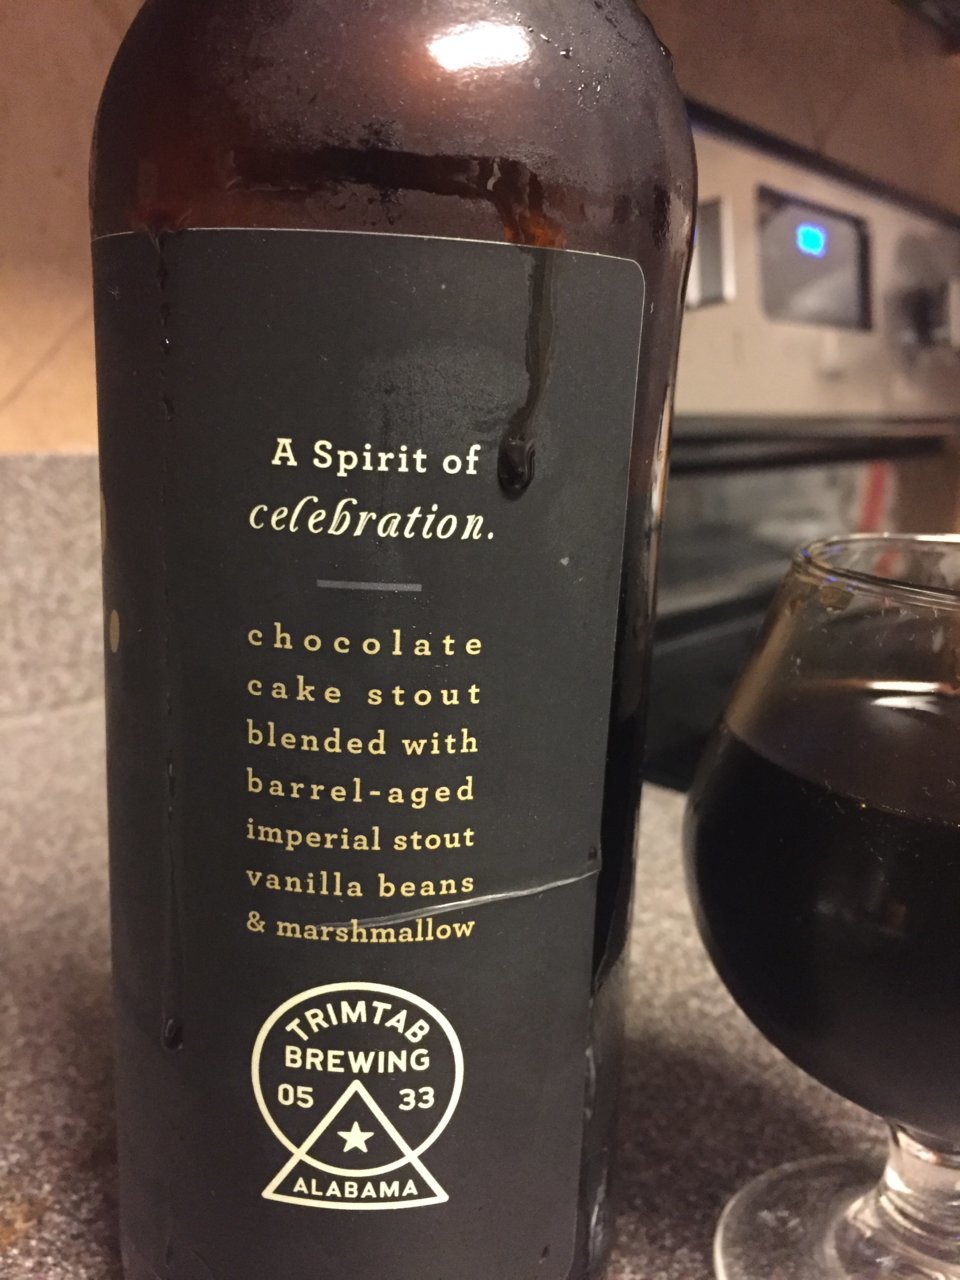 A Spirit of
celebration.
chocolate
cake stout
blended with
barrel-aged
imperial stout
vanilla beans
& marshmallow
TRIMTAB
BREWING
05 33
ALABAMA